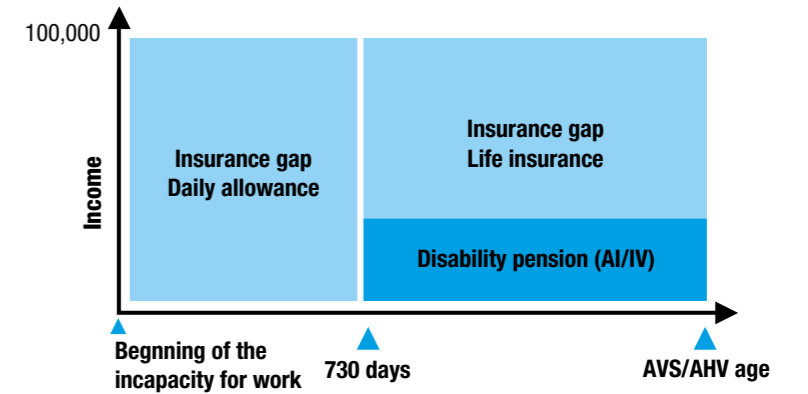 100,000
Income
Insurance gap
Daily allowance
Insurance gap
Life insurance
Disability pension (AI/IV)
Begnning of the
incapacity for work
730 days
AVS/AHV age